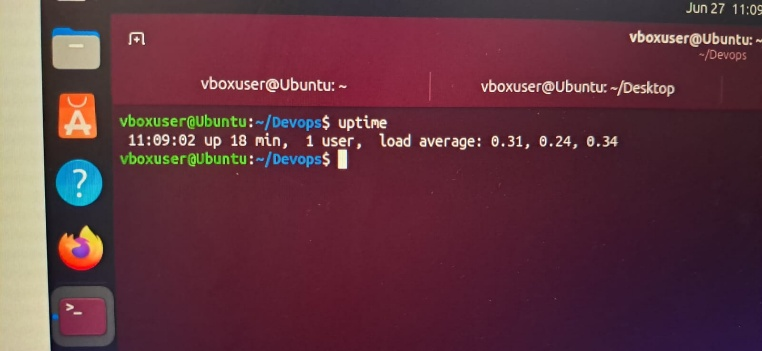 Jun 27 11:09
vboxuser@Ubuntu: ~
~/Devops
vboxuser@Ubuntu: ~
vboxuser@Ubuntu: ~/Desktop
vboxuser@Ubuntu:~/Devops$ uptime
11:09:02 up 18 min, 1 user, load average: 0.31, 0.24, 0.34
vboxuser@Ubuntu:~/Devops$